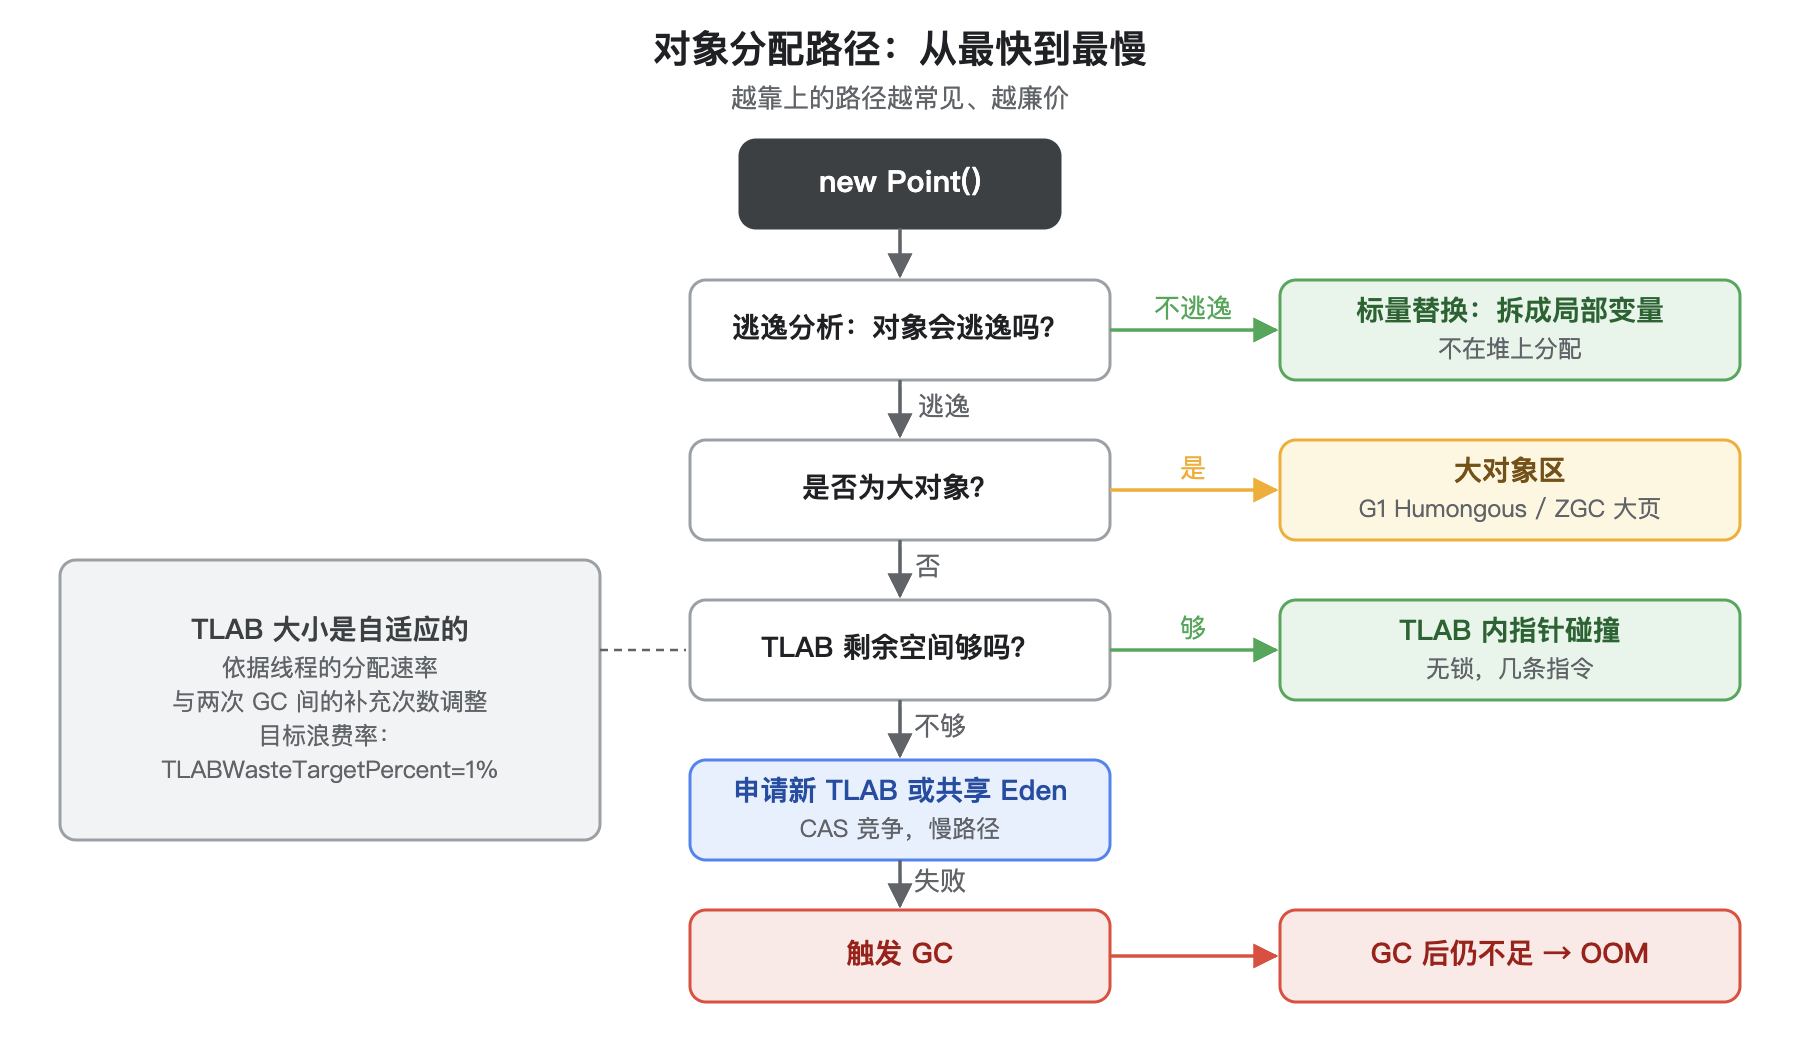 对象分配路径：从最快到最慢
越靠上的路径越常见、越廉价
new Point()
逃逸分析：对象会逃逸吗？
不逃逸
标量替换：拆成局部变量
不在堆上分配
逃逸
是否为大对象？
是
大对象区
G1 Humongous / ZGC 大页
否
TLAB 大小是自适应的
依据线程的分配速率
与两次 GC 间的补充次数调整
目标浪费率：
TLABWasteTargetPercent=1%
TLAB 剩余空间够吗？
够
TLAB 内指针碰撞
无锁，几条指令
不够
申请新 TLAB 或共享 Eden
CAS 竞争，慢路径
失败
触发 GC
GC 后仍不足 → OOM